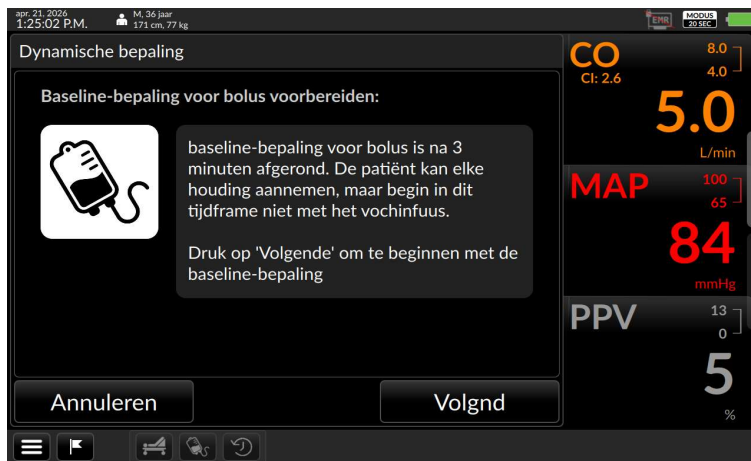 apr. 21, 2026
1:25:02 P.M.
M, 36 jaar
171 cm, 77 kg
EMR
MODUS
20 SEC
Dynamische bepaling
Baseline-bepaling voor bolus voorbereiden:
baseline-bepaling voor bolus is na 3
minuten afgerond. De patiënt kan elke
houding aannemen, maar begin in dit
tijdframe niet met het vochinfuus.
Druk op 'Volgende' om te beginnen met de
baseline-bepaling
Annuleren
Volgnd
CO
CI: 2.6
8.0
4.0
5.0
L/min
MAP
100
65
84
mmHg
PPV
13
0
5
%